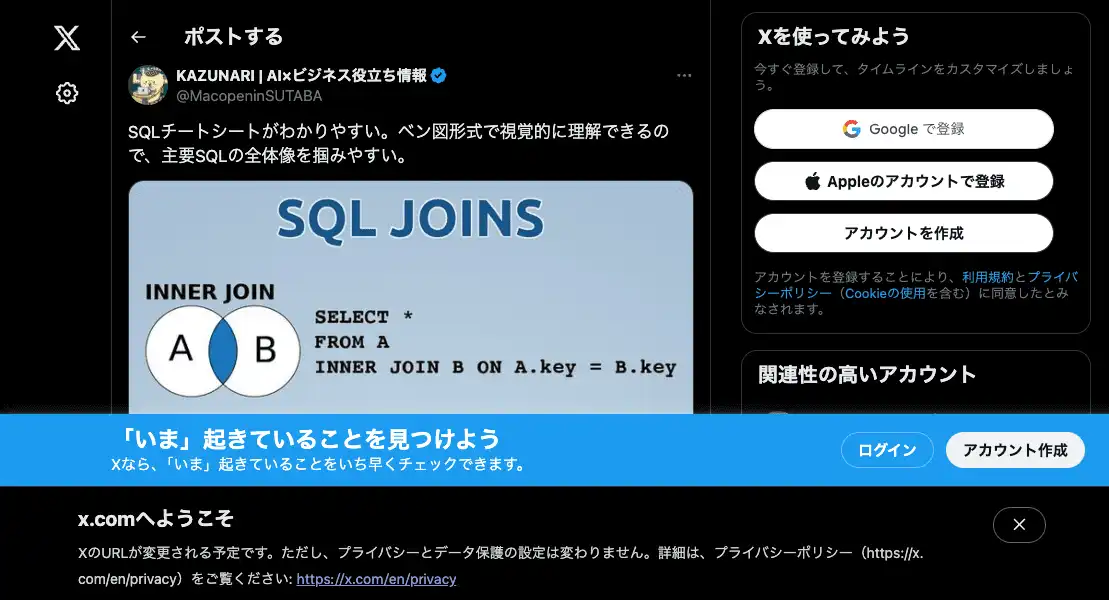 ポストする
KAZUNARI | AI×ビジネス役立ち情報
@MacopeninSUTABA
SQLチートシートがわかりやすい。ベン図形式で視覚的に理解できるの
で、主要SQLの全体像を掴みやすい。
SQL JOINS
INNER JOIN
A
B
SELECT *
FROM A
INNER JOIN B ON A.key = B.key
Xを使ってみよう
今すぐ登録して、タイムラインをカスタマイズしましょ
う。
Google で登録
Appleのアカウントで登録
アカウントを作成
アカウントを登録することにより、利用規約とプライバ
シーポリシー（Cookieの使用を含む）に同意したとみ
なされます。
関連性の高いアカウント
「いま」起きていることを見つけよう
Xなら、「いま」起きていることをいち早くチェックできます。
ログイン
アカウント作成
x.comへようこそ
XのURLが変更される予定です。ただし、プライバシーとデータ保護の設定は変わりません。詳細は、プライバシーポリシー（https://x.
com/en/privacy）をご覧ください: https://x.com/en/privacy